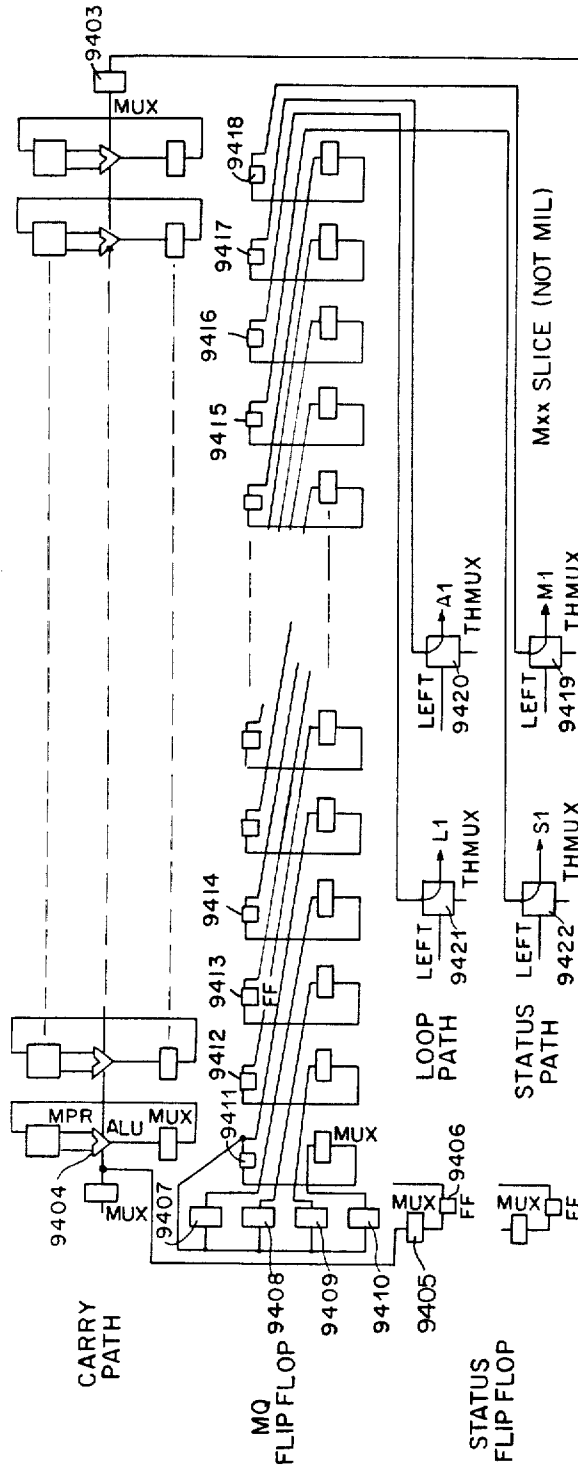 9403
MUX
CARRY
PATH
9404
MPR
ALU
MUX
MUX
9418
9417
9416
9415
9414
9413
FF
9412
9411
MUX
9407
MQ
FLIP FLOP
9408
9409
9410
MUX
9405
9406
FF
STATUS
FLIP FLOP
MUX
FF
LOOP
PATH
LEFT
9421
L1
THMUX
LEFT
9420
A1
THMUX
STATUS
PATH
LEFT
9422
S1
THMUX
LEFT
9419
M1
THMUX
Mxx SLICE (NOT MIL)